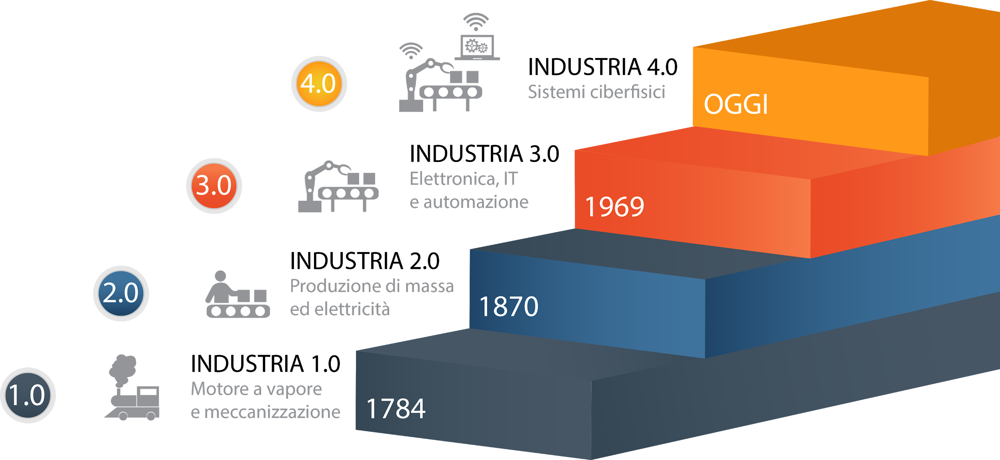 4.0
INDUSTRIA 4.0
Sistemi ciberfisici
OGGI
3.0
INDUSTRIA 3.0
Elettronica, IT
e automazione
1969
2.0
INDUSTRIA 2.0
Produzione di massa
ed elettricità
1870
1.0
INDUSTRIA 1.0
Motore a vapore
e meccanizzazione
1784